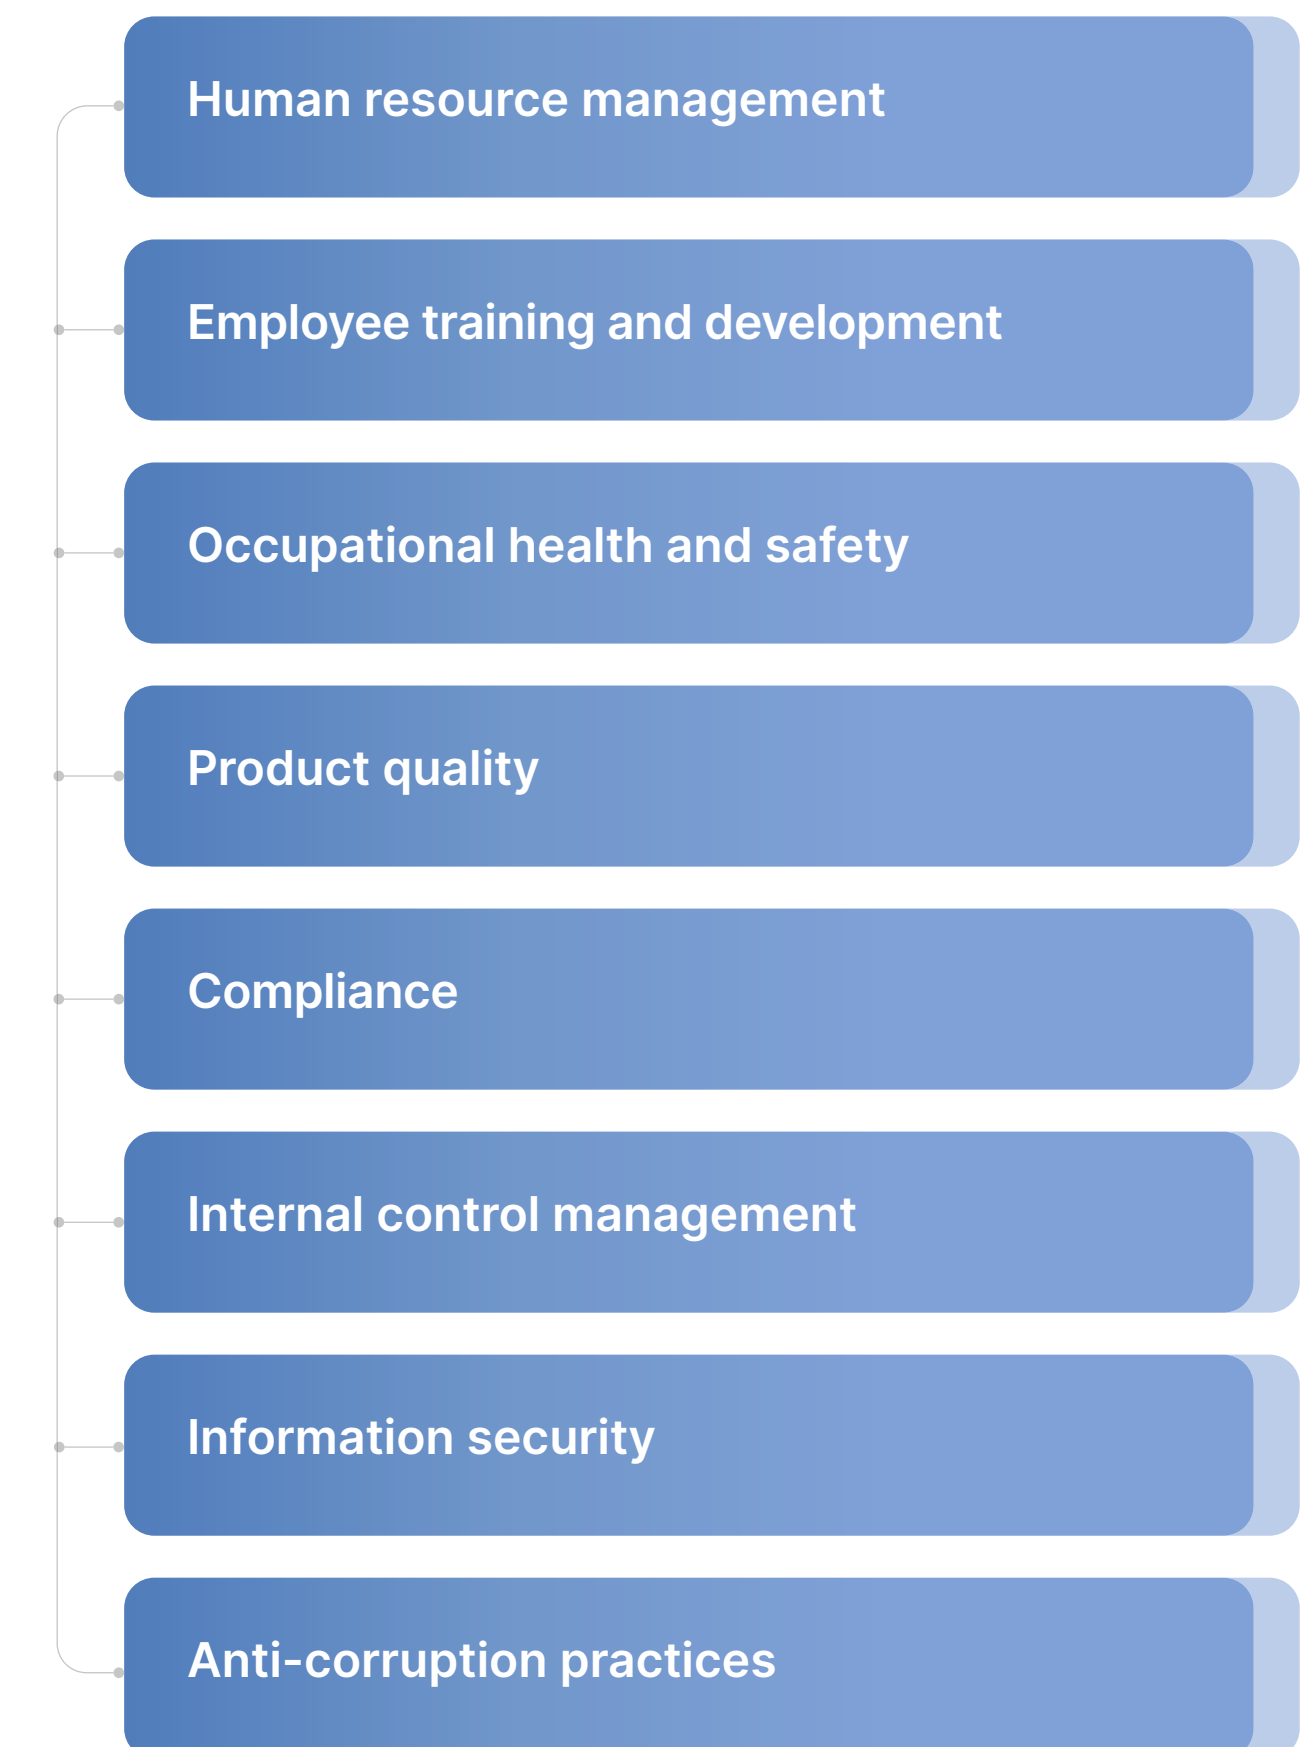 Human resource management
Employee training and development
Occupational health and safety
Product quality
Compliance
Internal control management
Information security
Anti-corruption practices